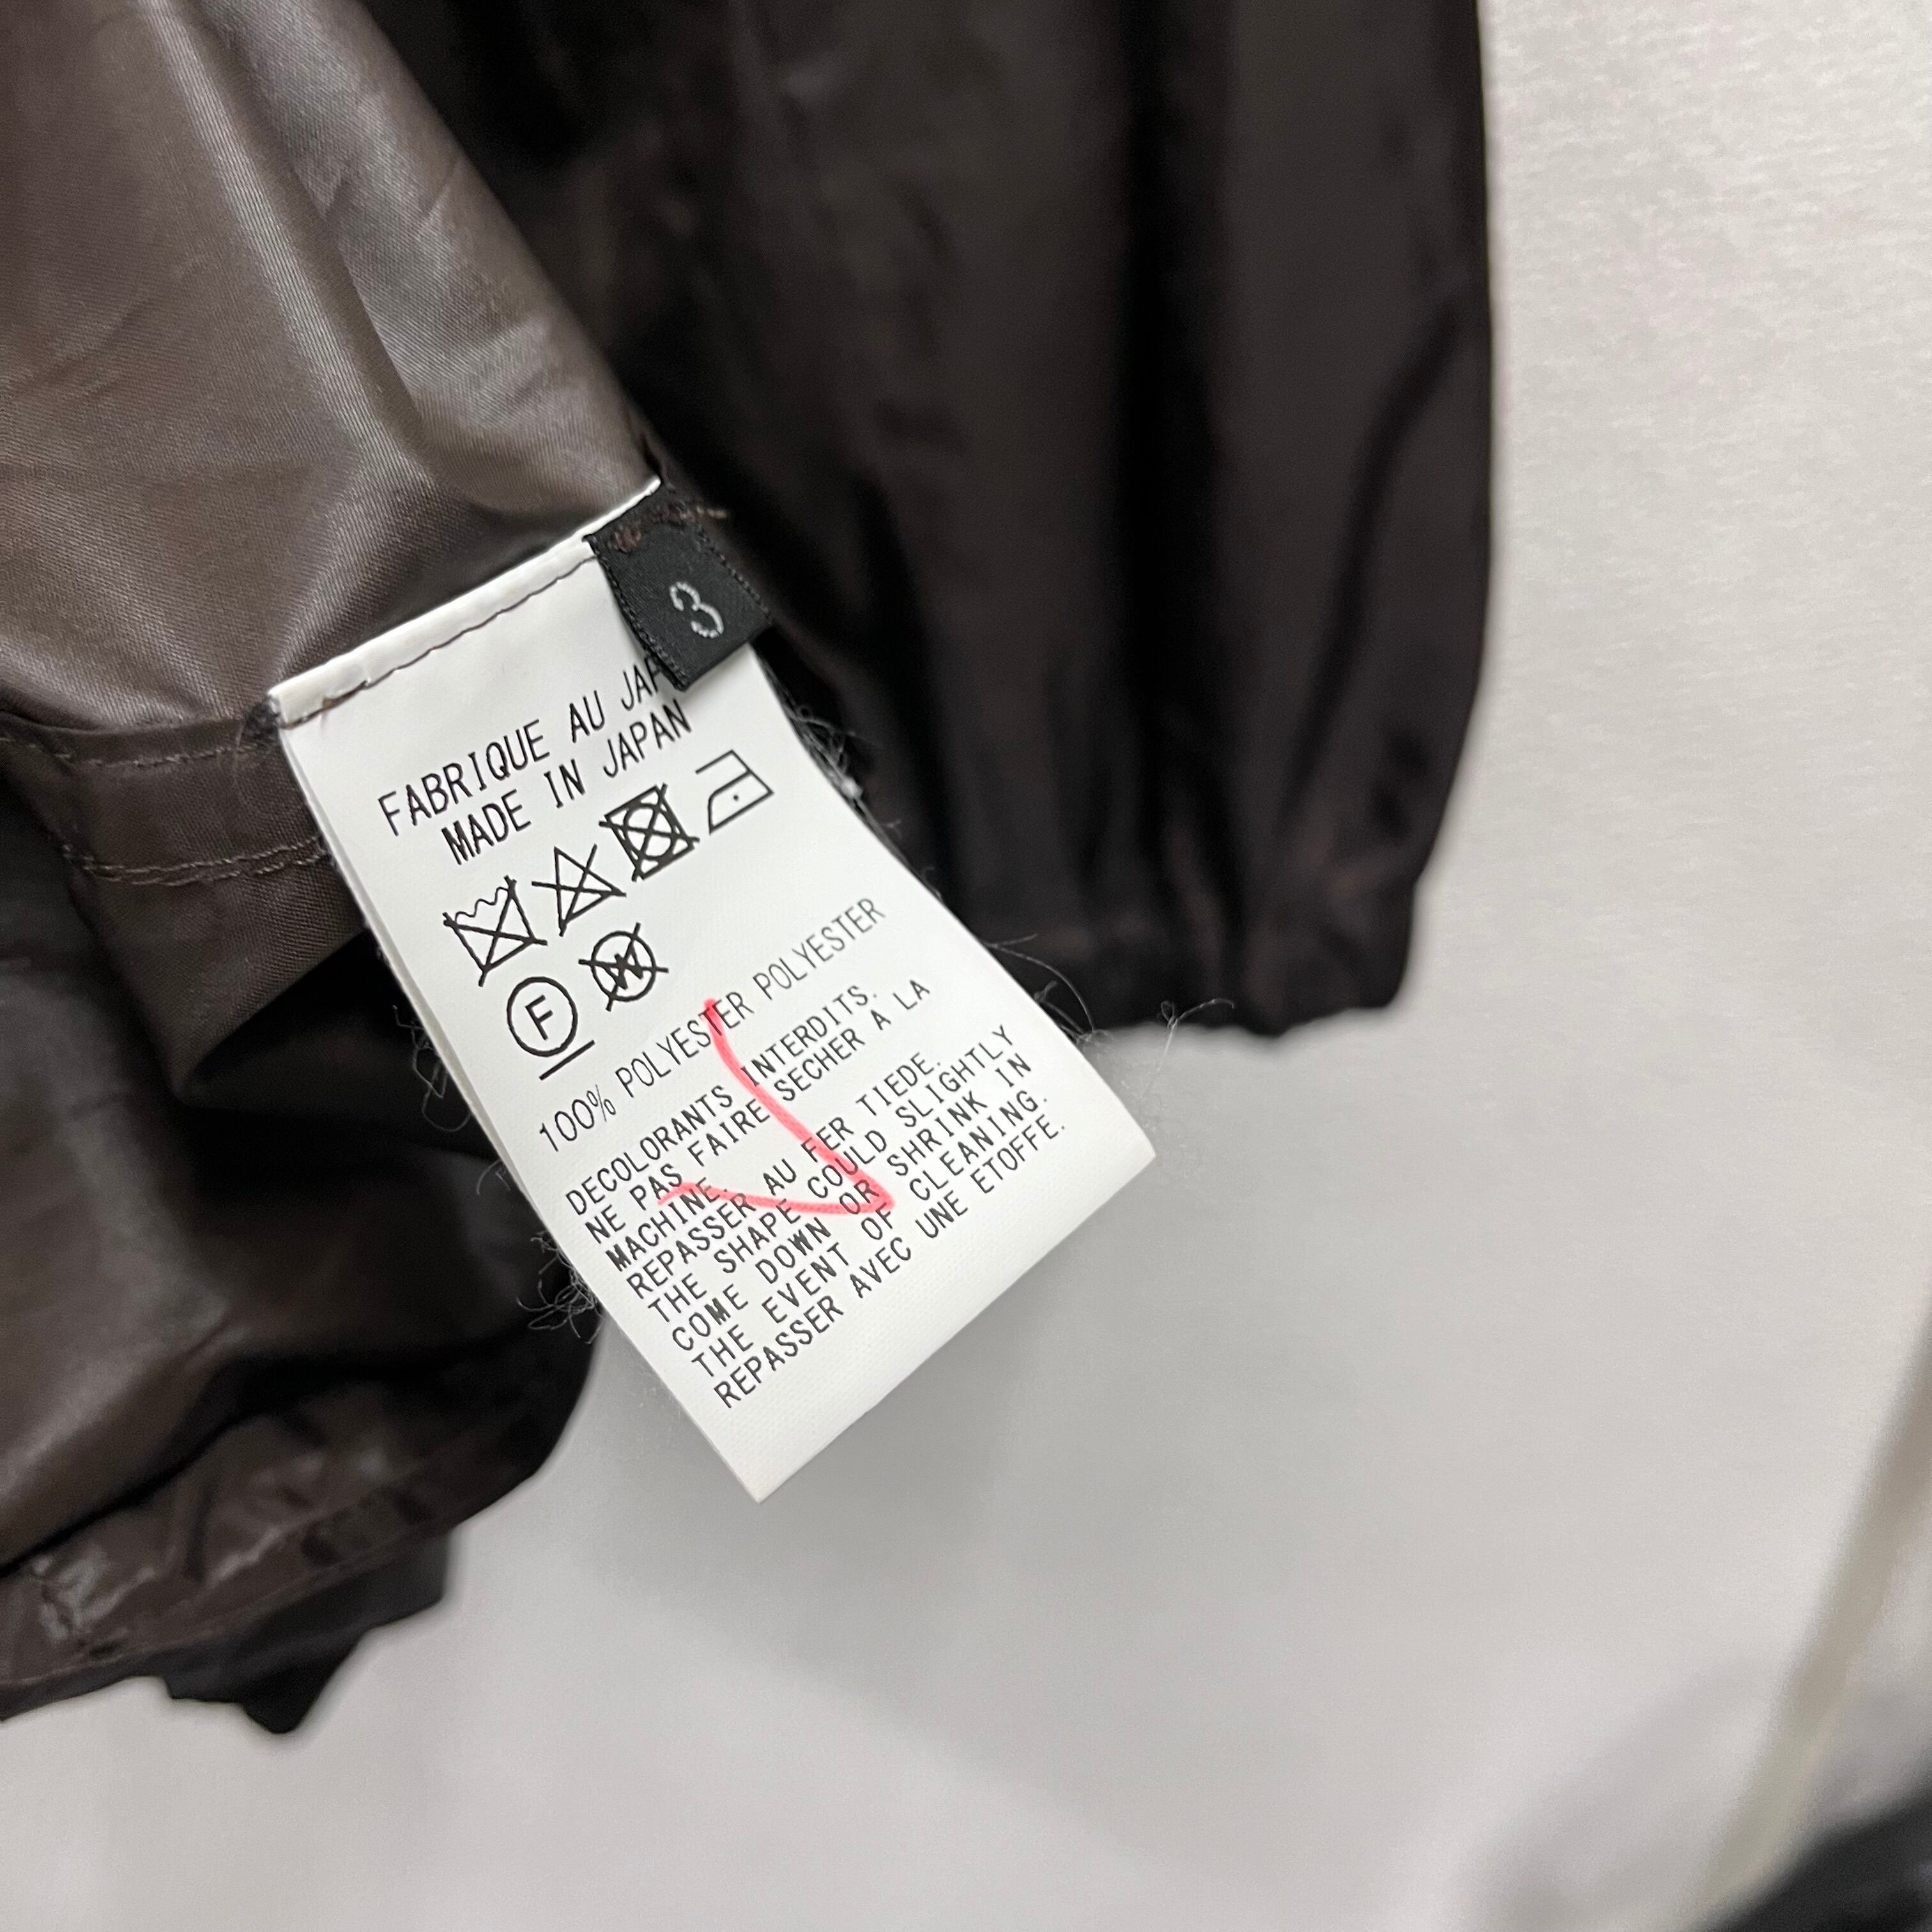 3
FABRIQUE AU JAP
MADE IN JAPAN
F
W
100% POLYESTER POLYESTER
DECOLORANTS INTERDITS.
NE PAS FAIRE SECHER A LA
MACHINE.
REPASSER AU FER TIEDE.
THE SHAPE COULD SLIGHTLY
COME DOWN OR SHRINK IN
THE EVENT OF CLEANING.
REPASSER AVEC UNE ETOFFE.